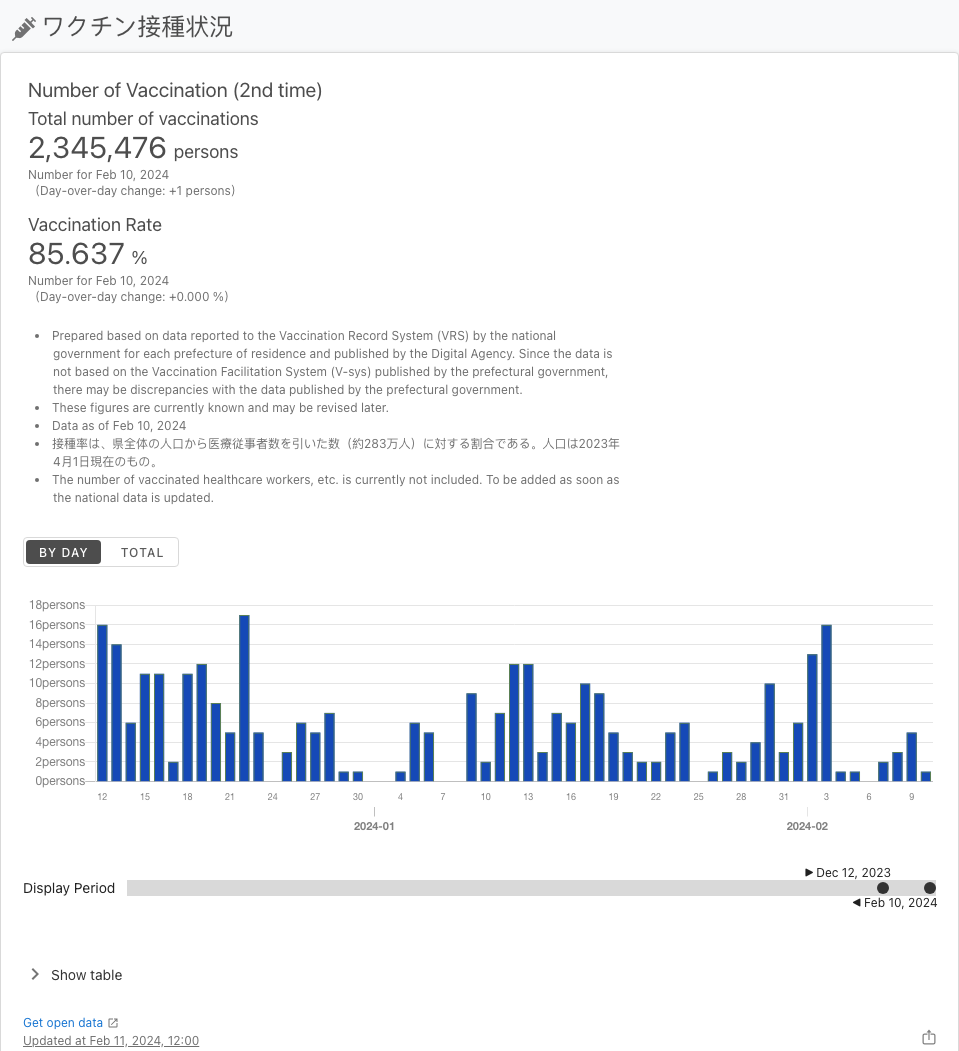 ワクチン接種状況
Number of Vaccination (2nd time)
Total number of vaccinations
2,345,476 persons
Number for Feb 10, 2024
（Day-over-day change: +1 persons）
Vaccination Rate
85.637 %
Number for Feb 10, 2024
（Day-over-day change: +0.000 %）
• Prepared based on data reported to the Vaccination Record System (VRS) by the national
government for each prefecture of residence and published by the Digital Agency. Since the data is
not based on the Vaccination Facilitation System (V-sys) published by the prefectural government,
there may be discrepancies with the data published by the prefectural government.
• These figures are currently known and may be revised later.
• Data as of Feb 10, 2024
• 接種率は、県全体の人口から医療従事者数を引いた数（約283万人）に対する割合である。人口は2023年
4月1日現在のもの。
• The number of vaccinated healthcare workers, etc. is currently not included. To be added as soon as
the national data is updated.
BY DAY TOTAL
18persons
16persons
14persons
12persons
10persons
8persons
6persons
4persons
2persons
0persons
12 15 18 21 24 27 30 4 7 10 13 16 19 22 25 28 31 3 6 9
2024-01 2024-02
Dec 12, 2023
Display Period
Feb 10, 2024
Show table
Get open data
Updated at Feb 11, 2024, 12:00